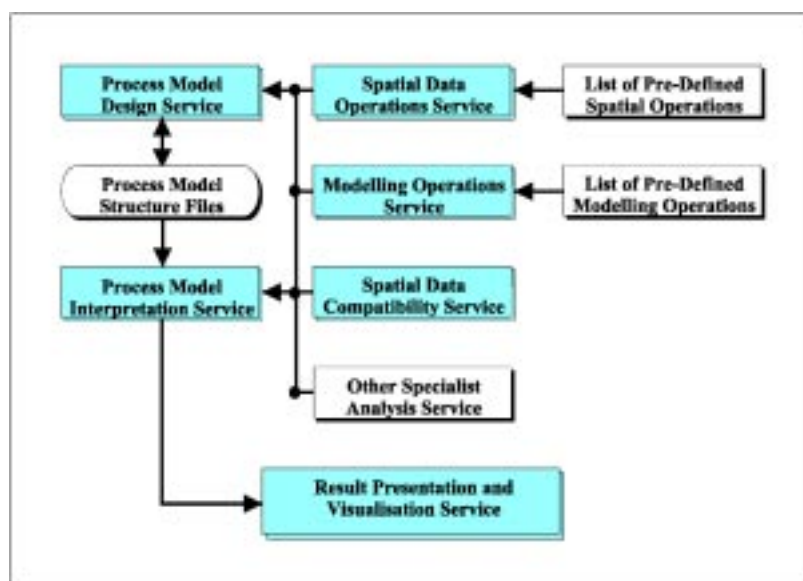 Process Model
Design Service
Spatial Data
Operations Service
List of Pre-Defined
Spatial Operations
Process Model
Structure Files
Modelling Operations
Service
List of Pre-Defined
Modelling Operations
Process Model
Interpretation Service
Spatial Data
Compatibility Service
Other Specialist
Analysis Service
Result Presentation and
Visualisation Service